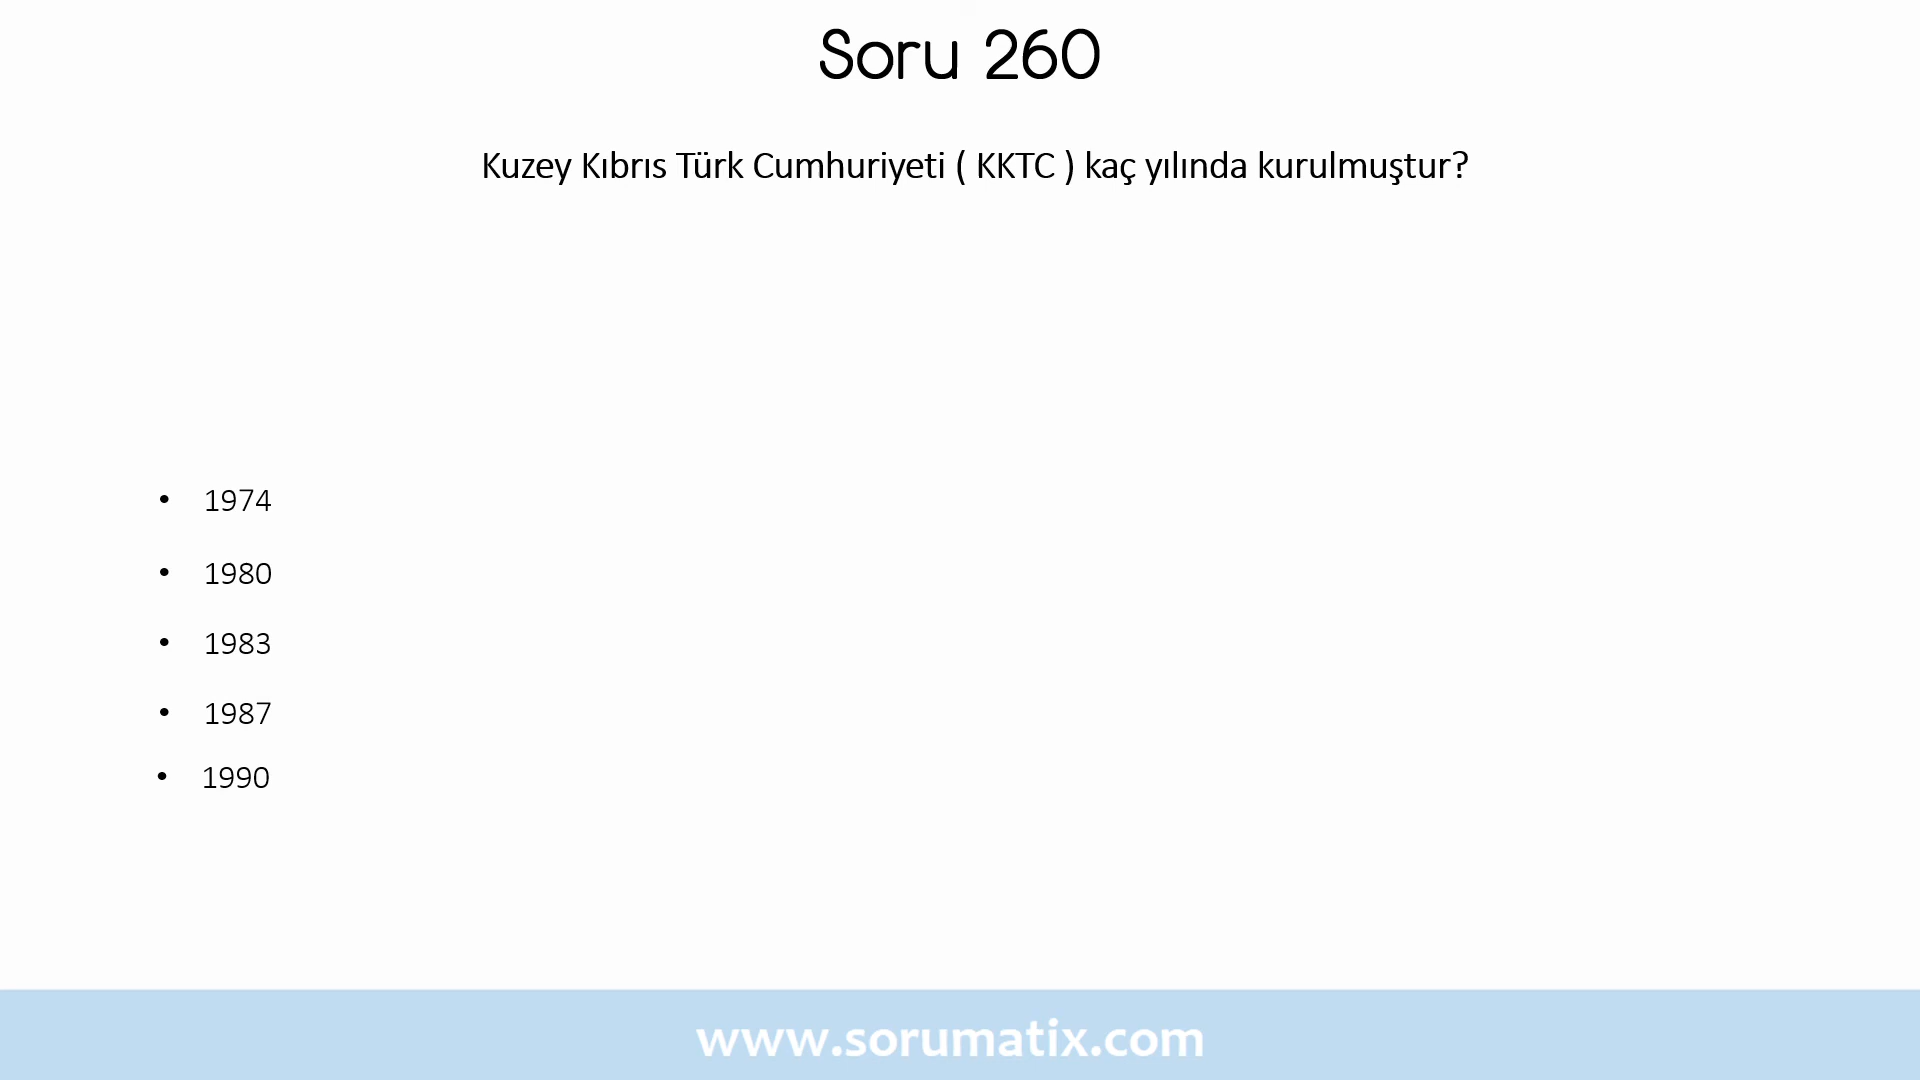 Soru 260
Kuzey Kıbrıs Türk Cumhuriyeti ( KKTC ) kaç yılında kurulmuştur?
• 1974
• 1980
• 1983
• 1987
• 1990
www.sorumatix.com